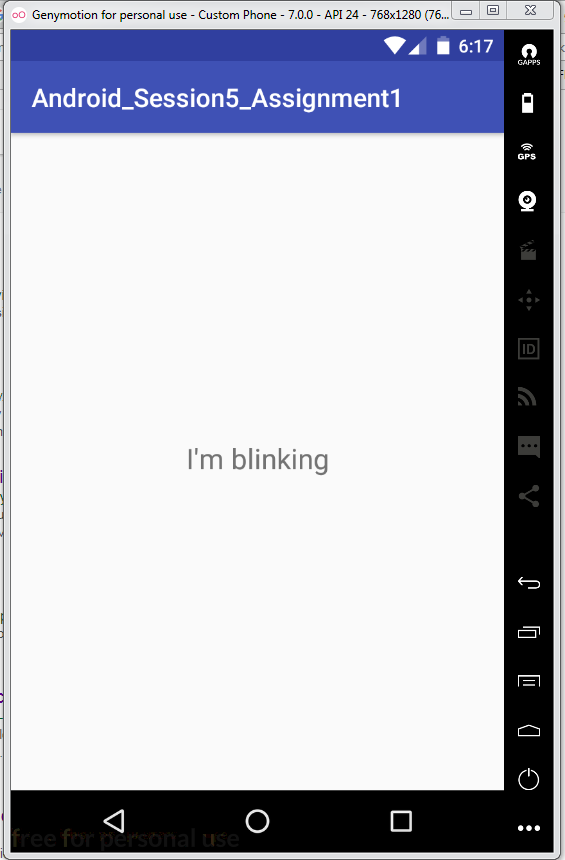 Genymotion for personal use - Custom Phone - 7.0.0 - API 24 - 768x1280 (76...
6:17
GAPPS
Android_Session5_Assignment1
GPS
ID
I'm blinking
free for personal use